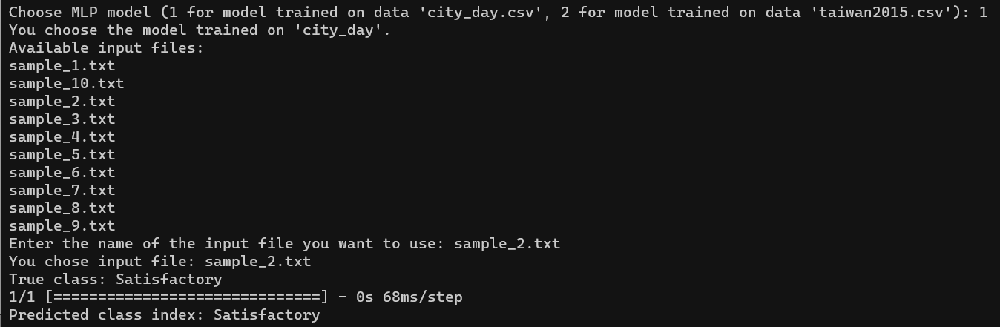 Choose MLP model (1 for model trained on data 'city_day.csv', 2 for model trained on data 'taiwan2015.csv'): 1
You choose the model trained on 'city_day'.
Available input files:
sample_1.txt
sample_10.txt
sample_2.txt
sample_3.txt
sample_4.txt
sample_5.txt
sample_6.txt
sample_7.txt
sample_8.txt
sample_9.txt
Enter the name of the input file you want to use: sample_2.txt
You chose input file: sample_2.txt
True class: Satisfactory
1/1 [==============================] - 0s 68ms/step
Predicted class index: Satisfactory